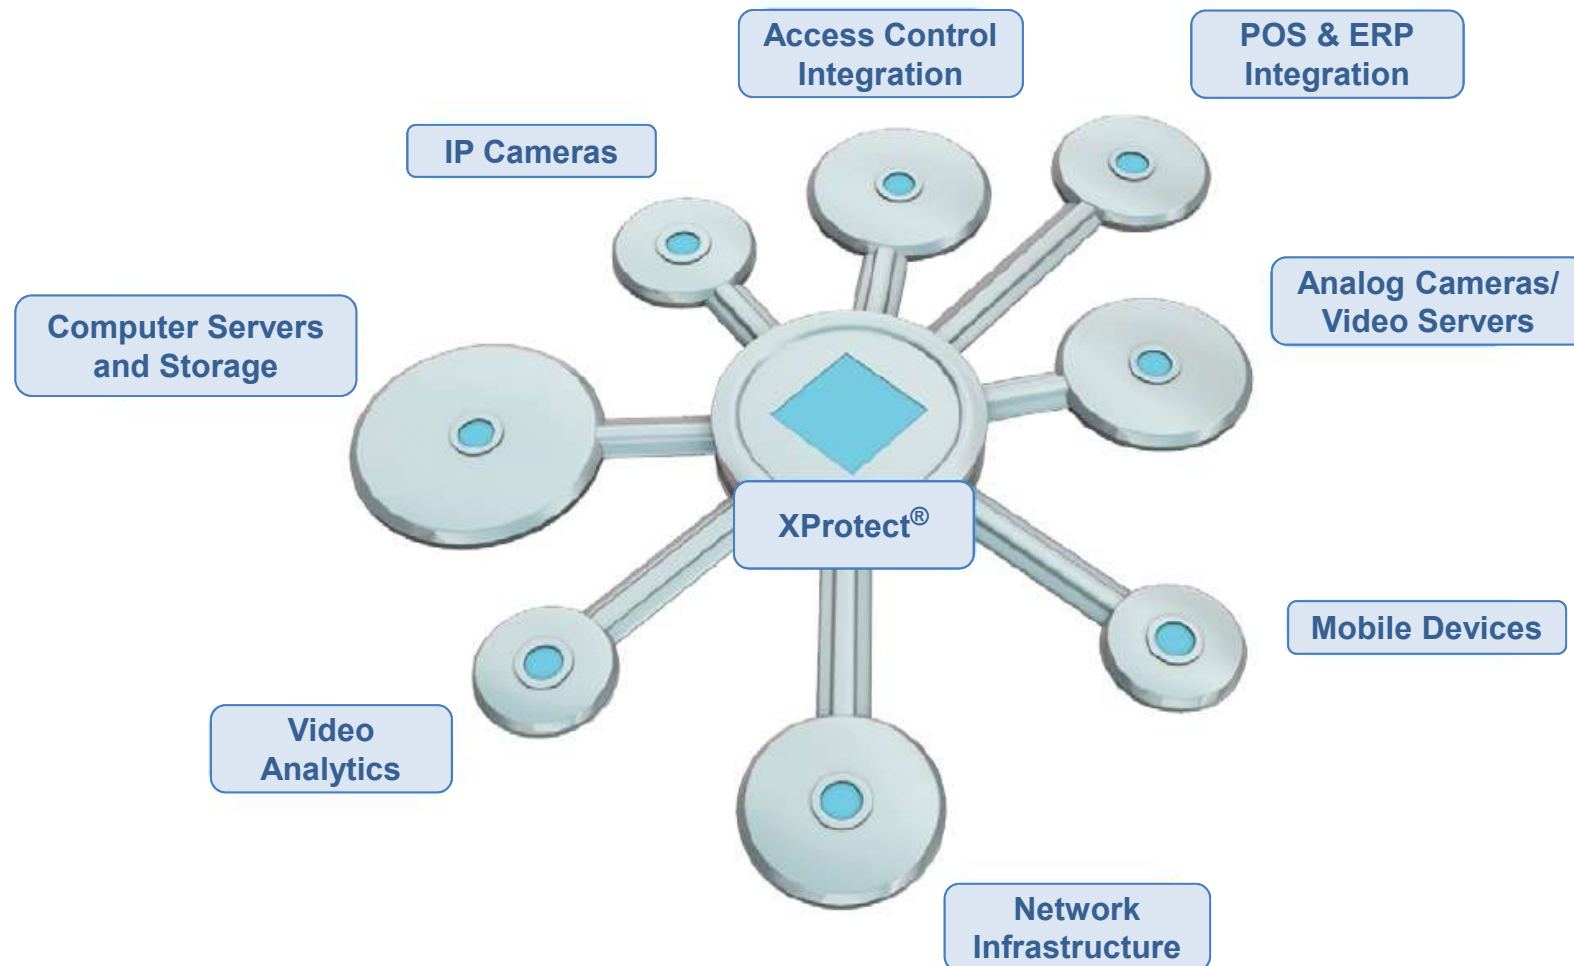 Access Control
Integration
POS & ERP
Integration
IP Cameras
Analog Cameras/
Video Servers
Computer Servers
and Storage
XProtect®
Mobile Devices
Video
Analytics
Network
Infrastructure